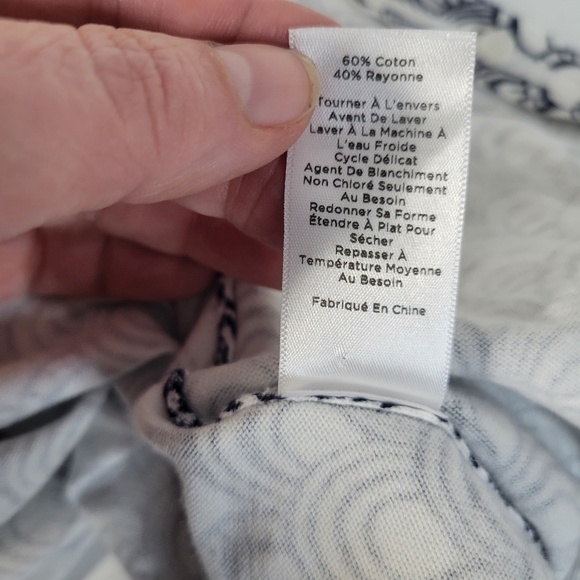 60% Coton
40% Rayonne
Tourner À L'envers
Avant De Laver
Laver À La Machine À
L'eau Froide
Cycle Délicat
Agent De Blanchiment
Non Chloré Seulement
Au Besoin
Redonner Sa Forme
Étendre À Plat Pour
Sécher
Repasser À
Température Moyenne
Au Besoin
Fabriqué En Chine